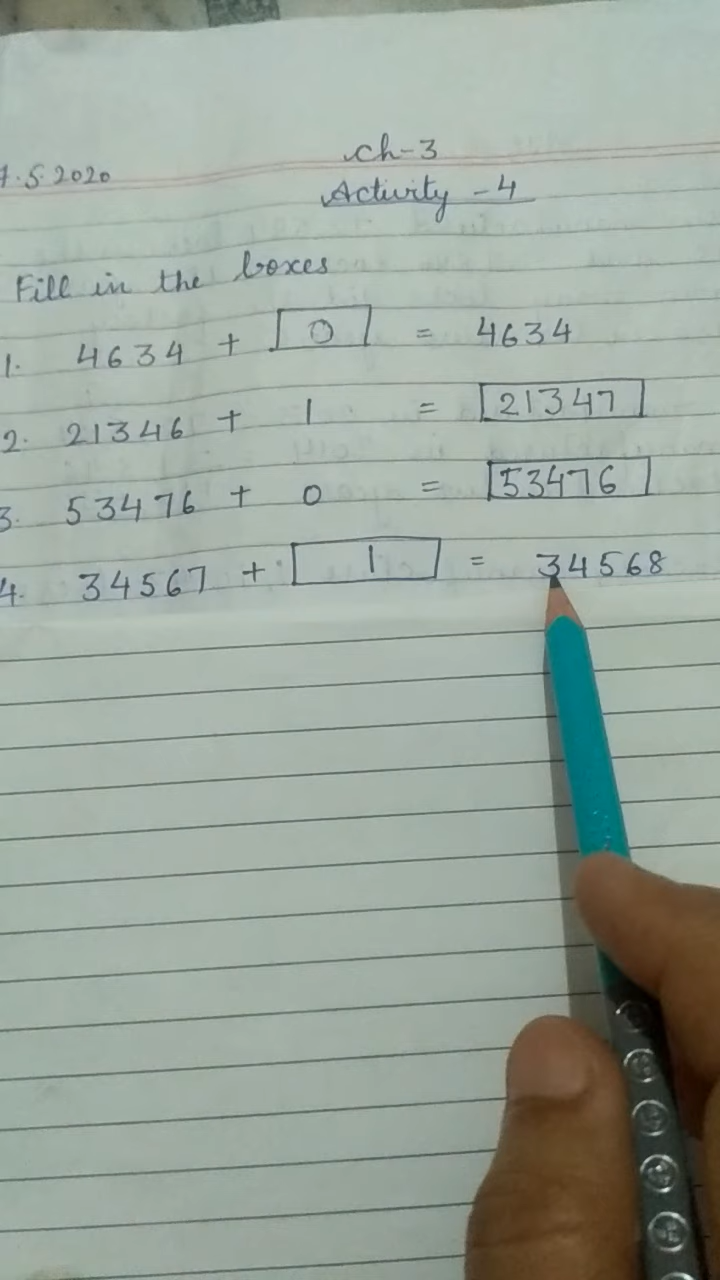 ch-3
7.5.2020
Activity - 4
Fill in the boxes
1. 4634 + 0 = 4634
2. 21346 + 1 = 21347
3. 53476 + 0 = 53476
4. 34567 + 1 = 34568